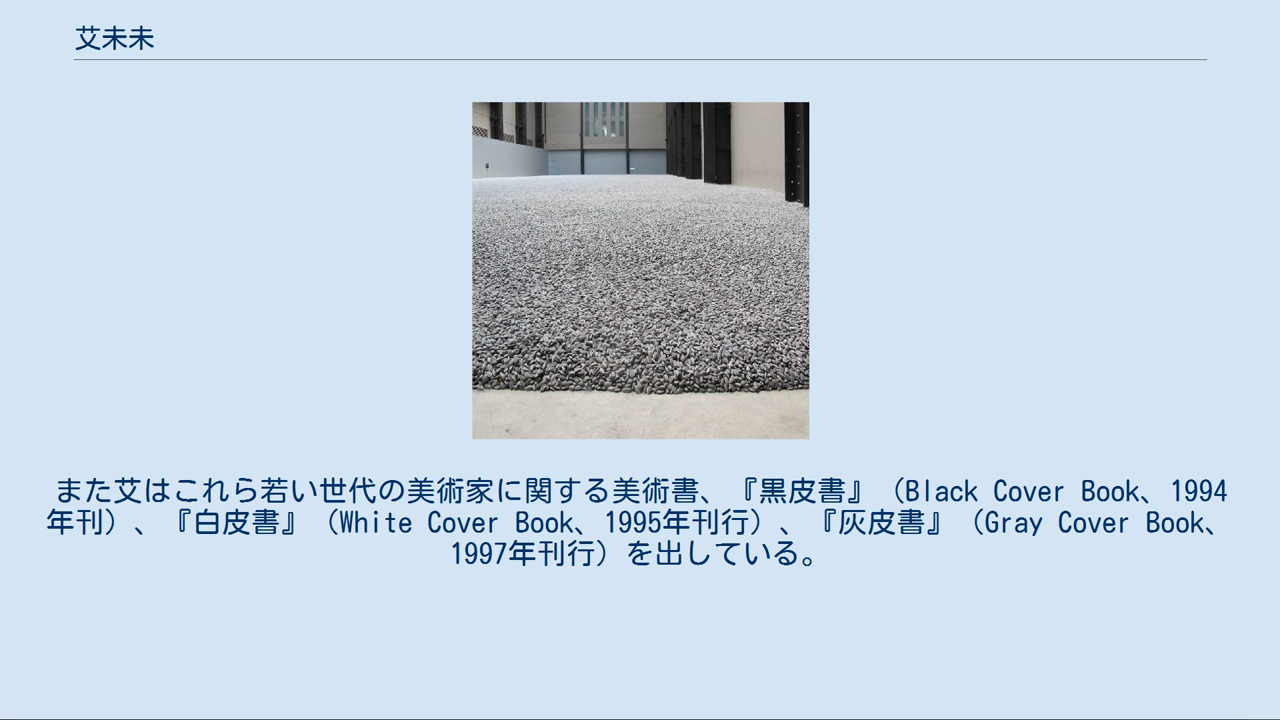 艾未未
また艾はこれら若い世代の美術家に関する美術書、『黒皮書』（Black Cover Book、1994
年刊）、『白皮書』（White Cover Book、1995年刊行）、『灰皮書』（Gray Cover Book、
1997年刊行）を出している。